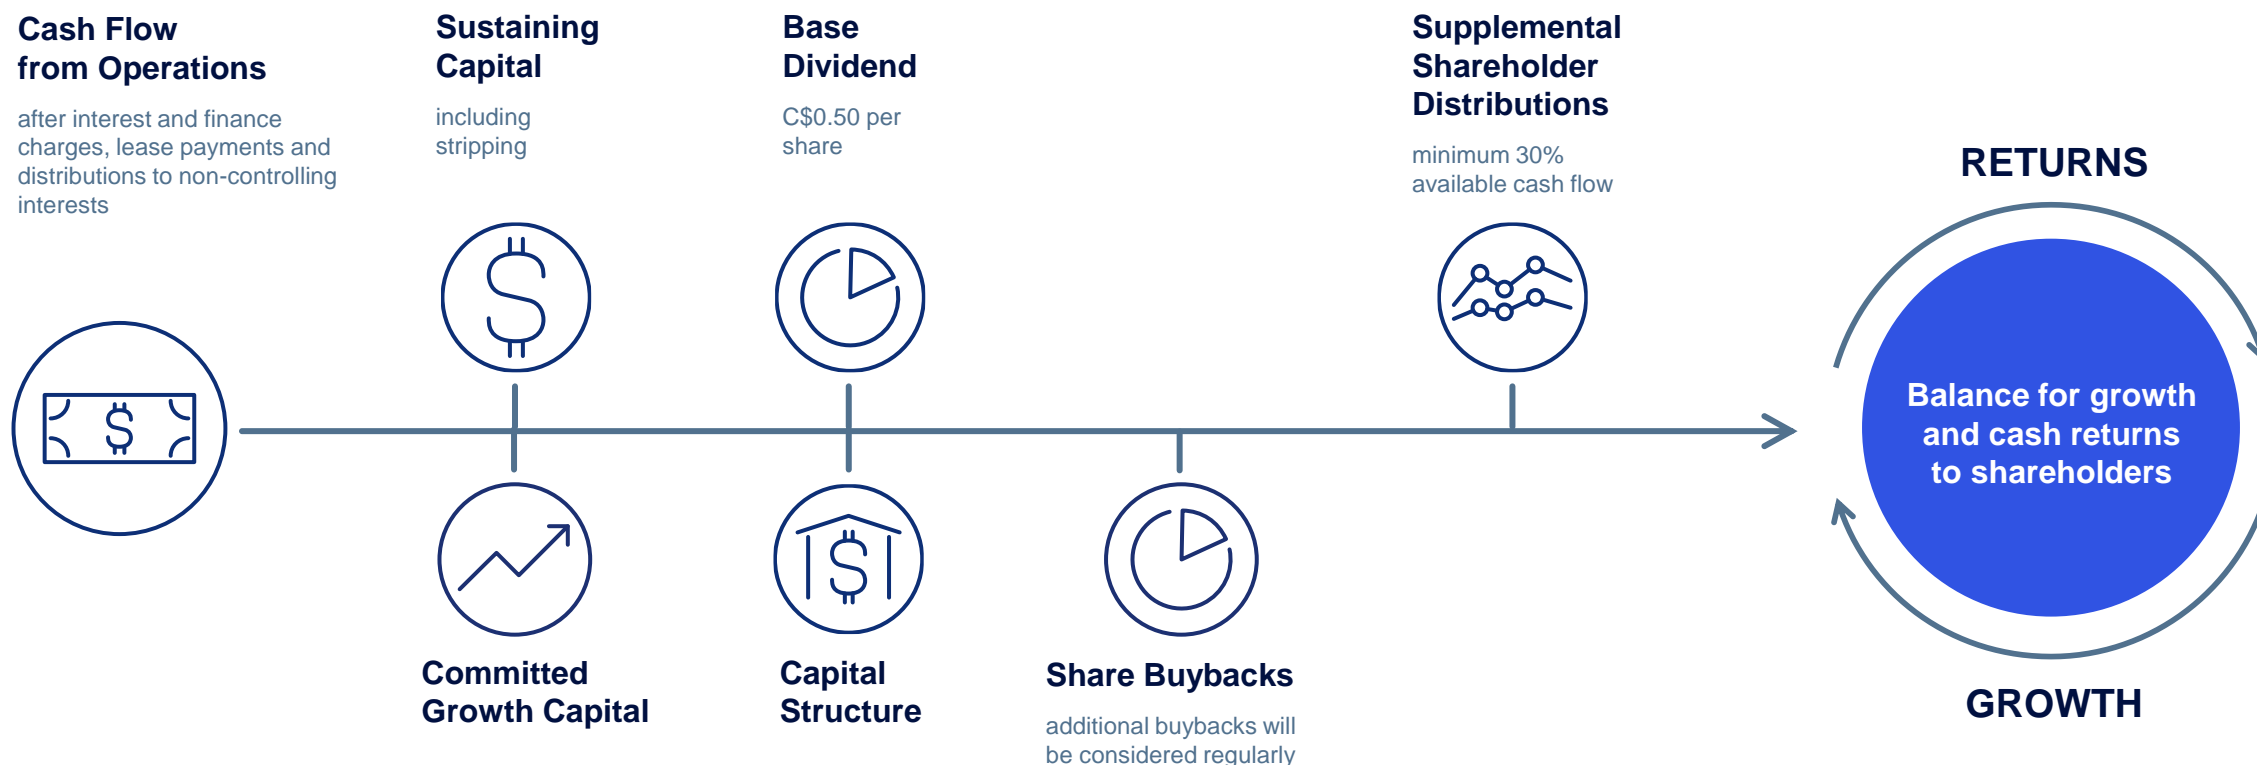 Cash Flow
from Operations
after interest and finance
charges, lease payments and
distributions to non-controlling
interests
Sustaining
Capital
including
stripping
Base
Dividend
C$0.50 per
share
Supplemental
Shareholder
Distributions
minimum 30%
available cash flow
RETURNS
Balance for growth
and cash returns
to shareholders
GROWTH
Committed
Growth Capital
Capital
Structure
Share Buybacks
additional buybacks will
be considered regularly